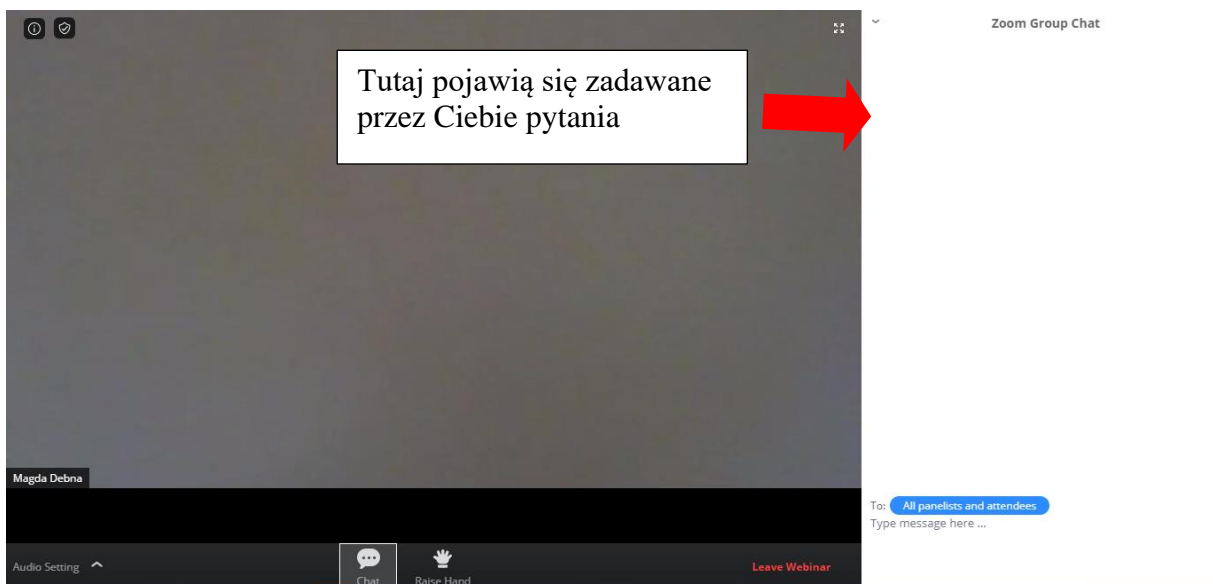 Zoom Group Chat
Tutaj pojawią się zadawane
przez Ciebie pytania
Magda Debna
To: All panelists and attendees
Type message here ...
Audio Setting
Chat
Raise Hand
Leave Webinar